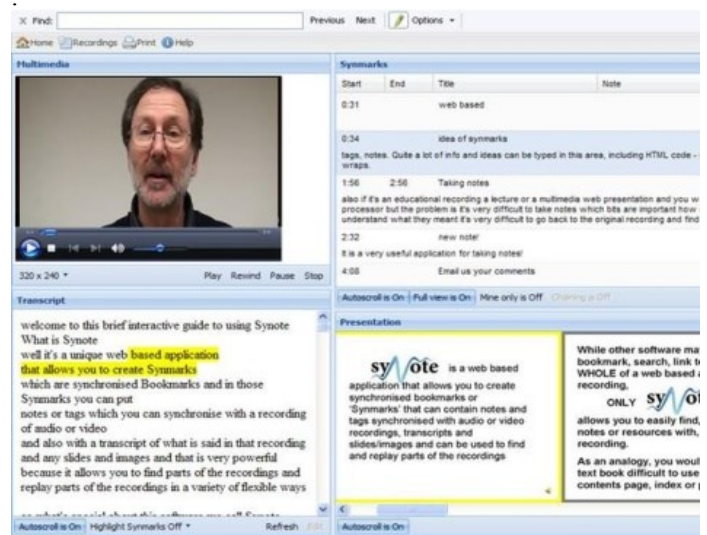 X Find:
Previous Next Options
Home Recordings Print Help
Multimedia
320 x 240
Play Rewind Pause Stop
Transcript
welcome to this brief interactive guide to using Synote
What is Synote
well it's a unique web based application
that allows you to create Synmarks
which are synchronised Bookmarks and in those
Synmarks you can put
notes or tags which you can synchronise with a recording
of audio or video
and also with a transcript of what is said in that recording
and any slides and images and that is very powerful
because it allows you to find parts of the recordings and
replay parts of the recordings in a variety of flexible ways
Autoscroll is On Highlight Synmarks Off
Refresh Edit
Synmarks
Start End Title Note
0:31 web based
0:34 idea of synmarks
tags, notes. Quite a lot of info and ideas can be typed in this area, including HTML code -
wraps.
1:56 2:56 Taking notes
also if it's an educational recording a lecture or a multimedia web presentation and you w
processor but the problem is it's very difficult to take notes which bits are important how
understand what they meant it's very difficult to go back to the original recording and find
2:32 new note!
It is a very useful application for taking notes!
4:08 Email us your comments
Autoscroll is On Full view is On Mine only is Off Chaining is Off
Presentation
synote is a web based
application that allows you to create
synchronised bookmarks or
'Synmarks' that can contain notes and
tags synchronised with audio or video
recordings, transcripts and
slides/images and can be used to find
and replay parts of the recordings
While other software ma
bookmark, search, link t
WHOLE of a web based a
recording,
ONLY syno
allows you to easily find,
notes or resources with,
recording.
As an analogy, you woul
text book difficult to use
contents page, index or p
Autoscroll is On